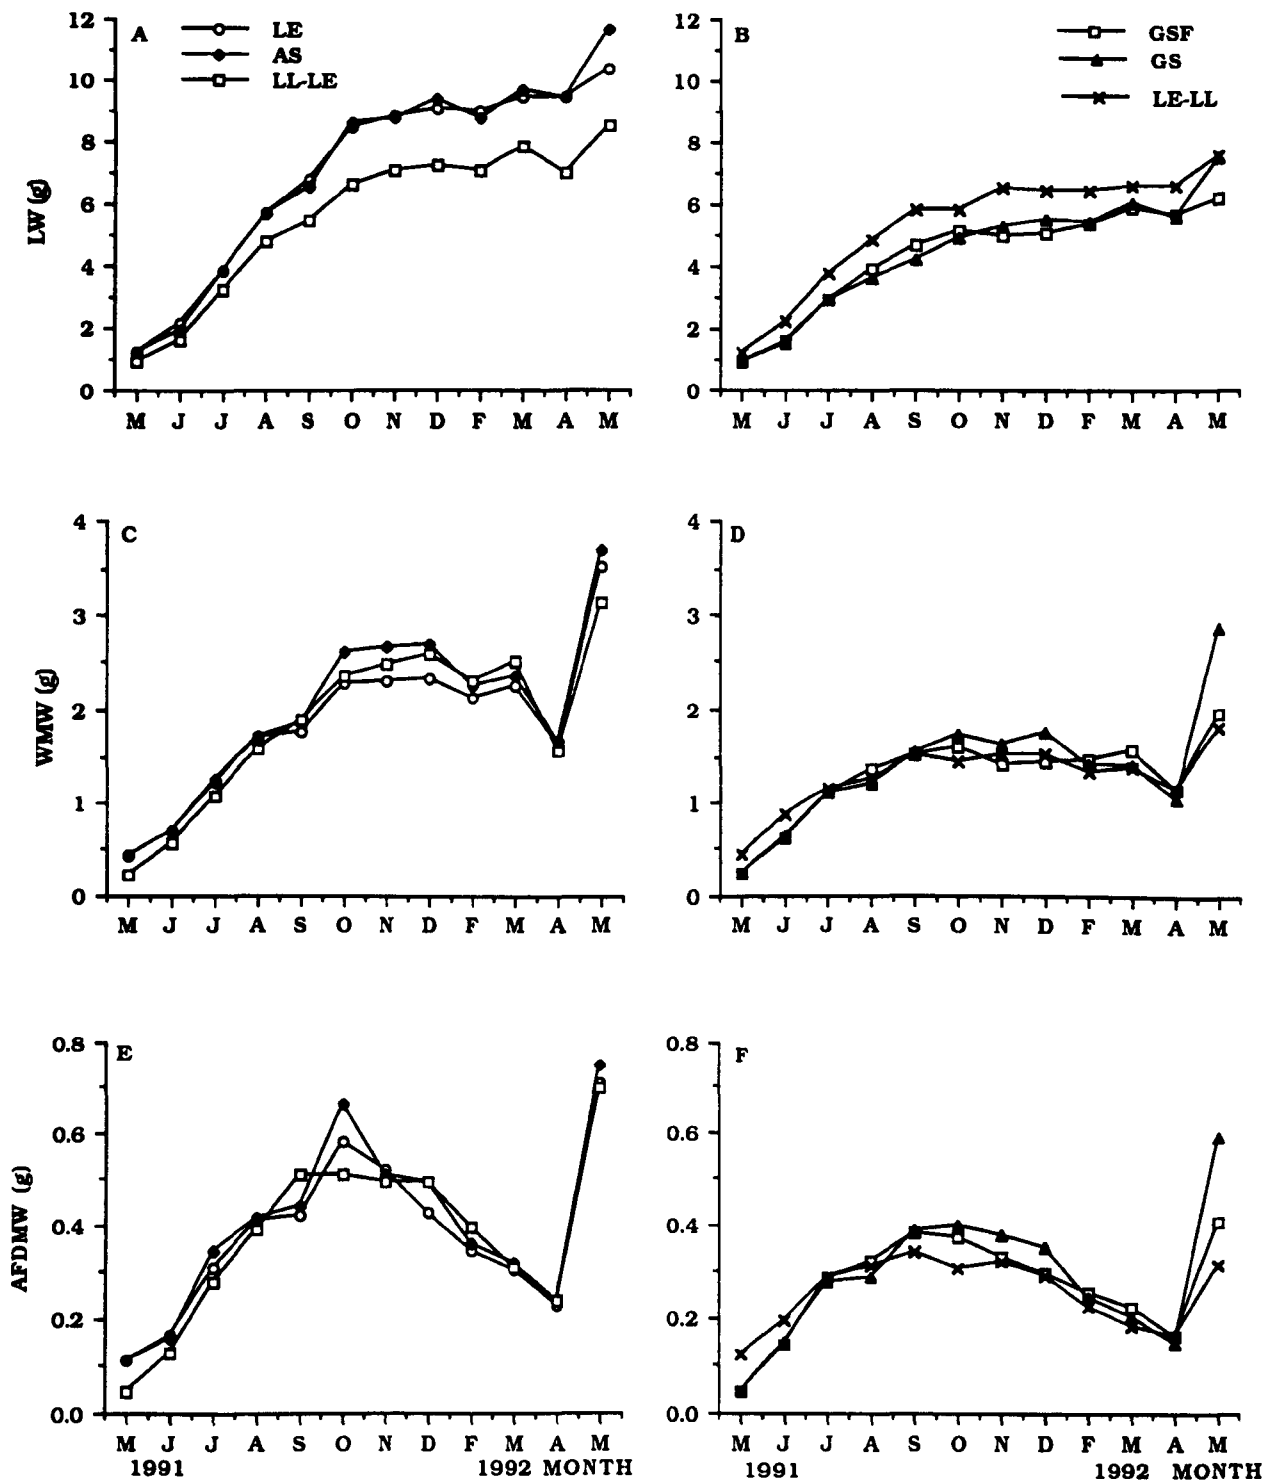 A
LE
AS
LL-LE
LW (g)
12
10
8
6
4
2
0
M J J A S O N D F M A M
B
GSF
GS
LE-LL
12
10
8
6
4
2
0
M J J A S O N D F M A M
C
WMW (g)
4
3
2
1
0
M J J A S O N D F M A M
D
4
3
2
1
0
M J J A S O N D F M A M
E
AFDMW (g)
0.8
0.6
0.4
0.2
0.0
M J J A S O N D F M A M
1991 1992 MONTH
F
0.8
0.6
0.4
0.2
0.0
M J J A S O N D F M A M
1991 1992 MONTH